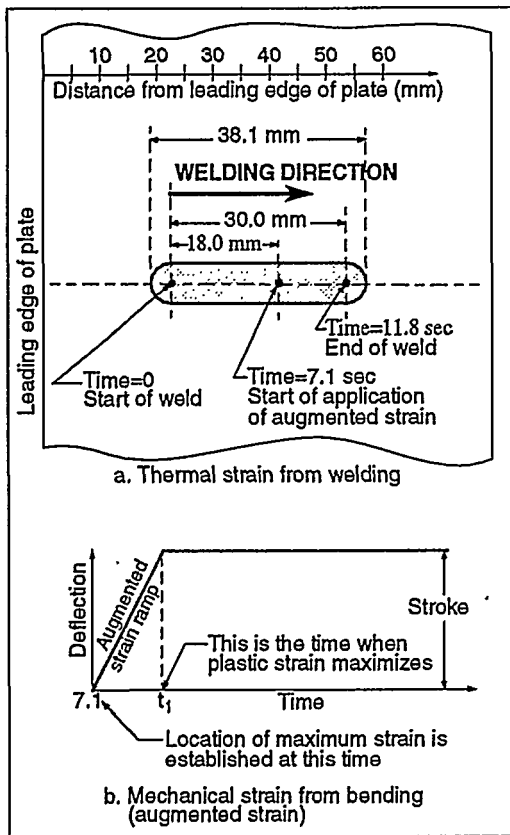 10 20 30 40 50 60
Distance from leading edge of plate (mm)
38.1 mm
WELDING DIRECTION
30.0 mm
18.0 mm
Leading edge of plate
Time=11.8 sec
End of weld
Time=0
Start of weld
Time=7.1 sec
Start of application
of augmented strain
a. Thermal strain from welding
Deflection
Augmented
strain ramp
Stroke
This is the time when
plastic strain maximizes
7.1 t1 Time
Location of maximum strain is
established at this time
b. Mechanical strain from bending
(augmented strain)